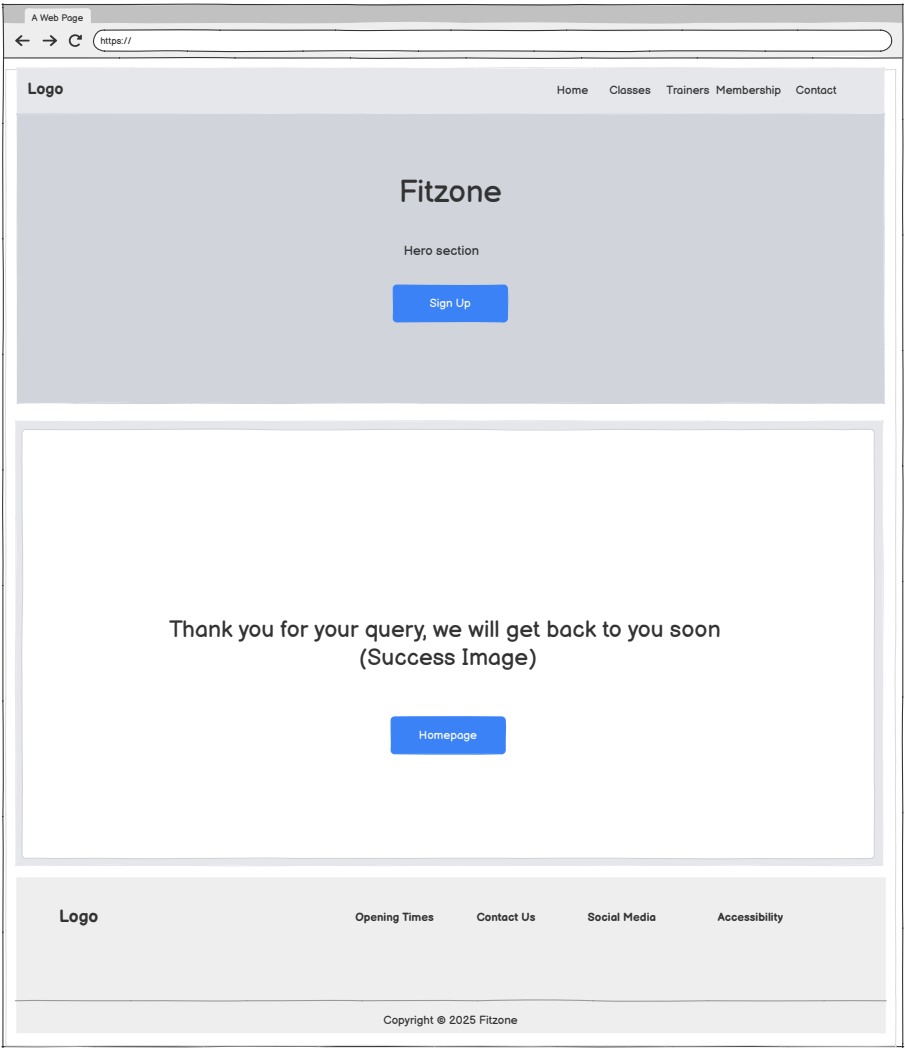 A Web Page
https://
Logo
Home Classes Trainers Membership Contact
Fitzone
Hero section
Sign Up
Thank you for your query, we will get back to you soon
(Success Image)
Homepage
Logo
Opening Times Contact Us Social Media Accessibility
Copyright © 2025 Fitzone